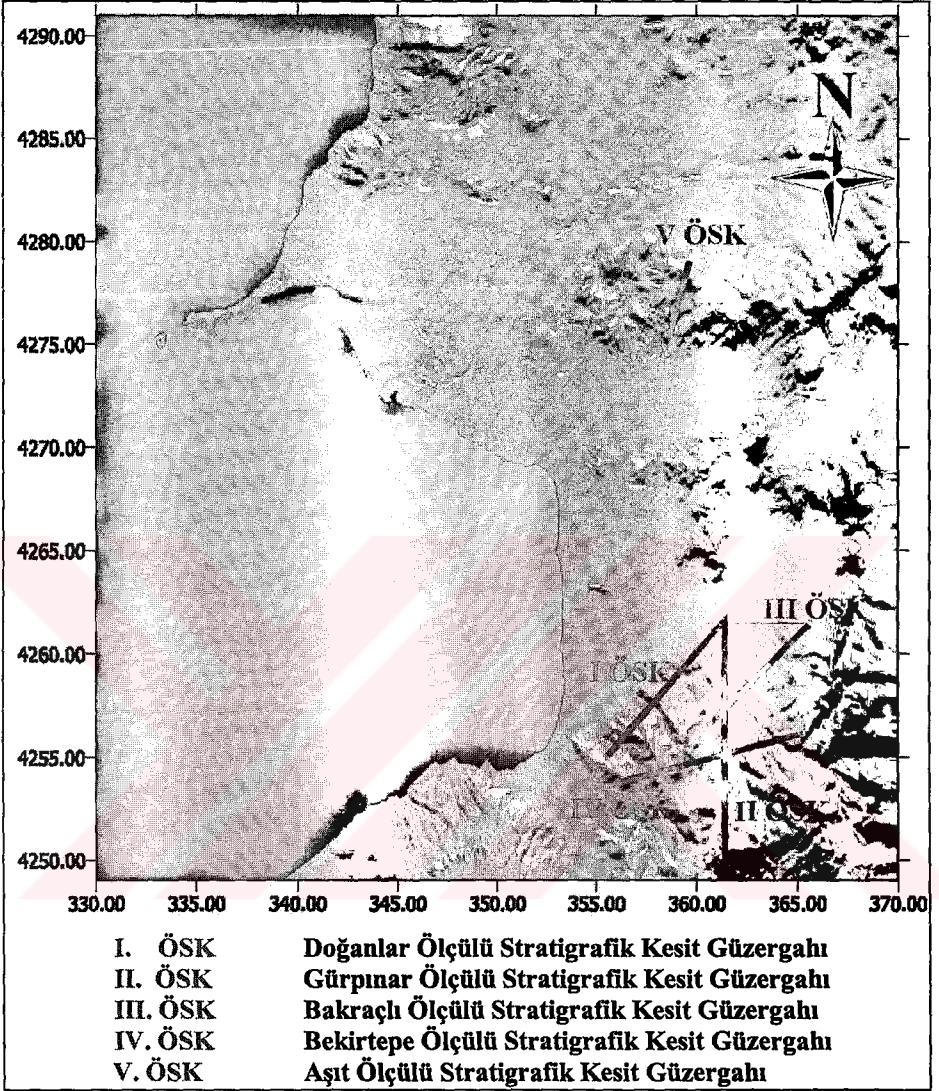 4290.00
4285.00
4280.00
4275.00
4270.00
4265.00
4260.00
4255.00
4250.00
N
V ÖSK
III ÖSK
I ÖSK
II ÖSK
330.00 335.00 340.00 345.00 350.00 355.00 360.00 365.00 370.00
I. ÖSK Doğanlar Ölçülü Stratigrafik Kesit Güzergahı
II. ÖSK Gürpınar Ölçülü Stratigrafik Kesit Güzergahı
III. ÖSK Bakraçlı Ölçülü Stratigrafik Kesit Güzergahı
IV. ÖSK Bekirtepe Ölçülü Stratigrafik Kesit Güzergahı
V. ÖSK Aşıt Ölçülü Stratigrafik Kesit Güzergahı